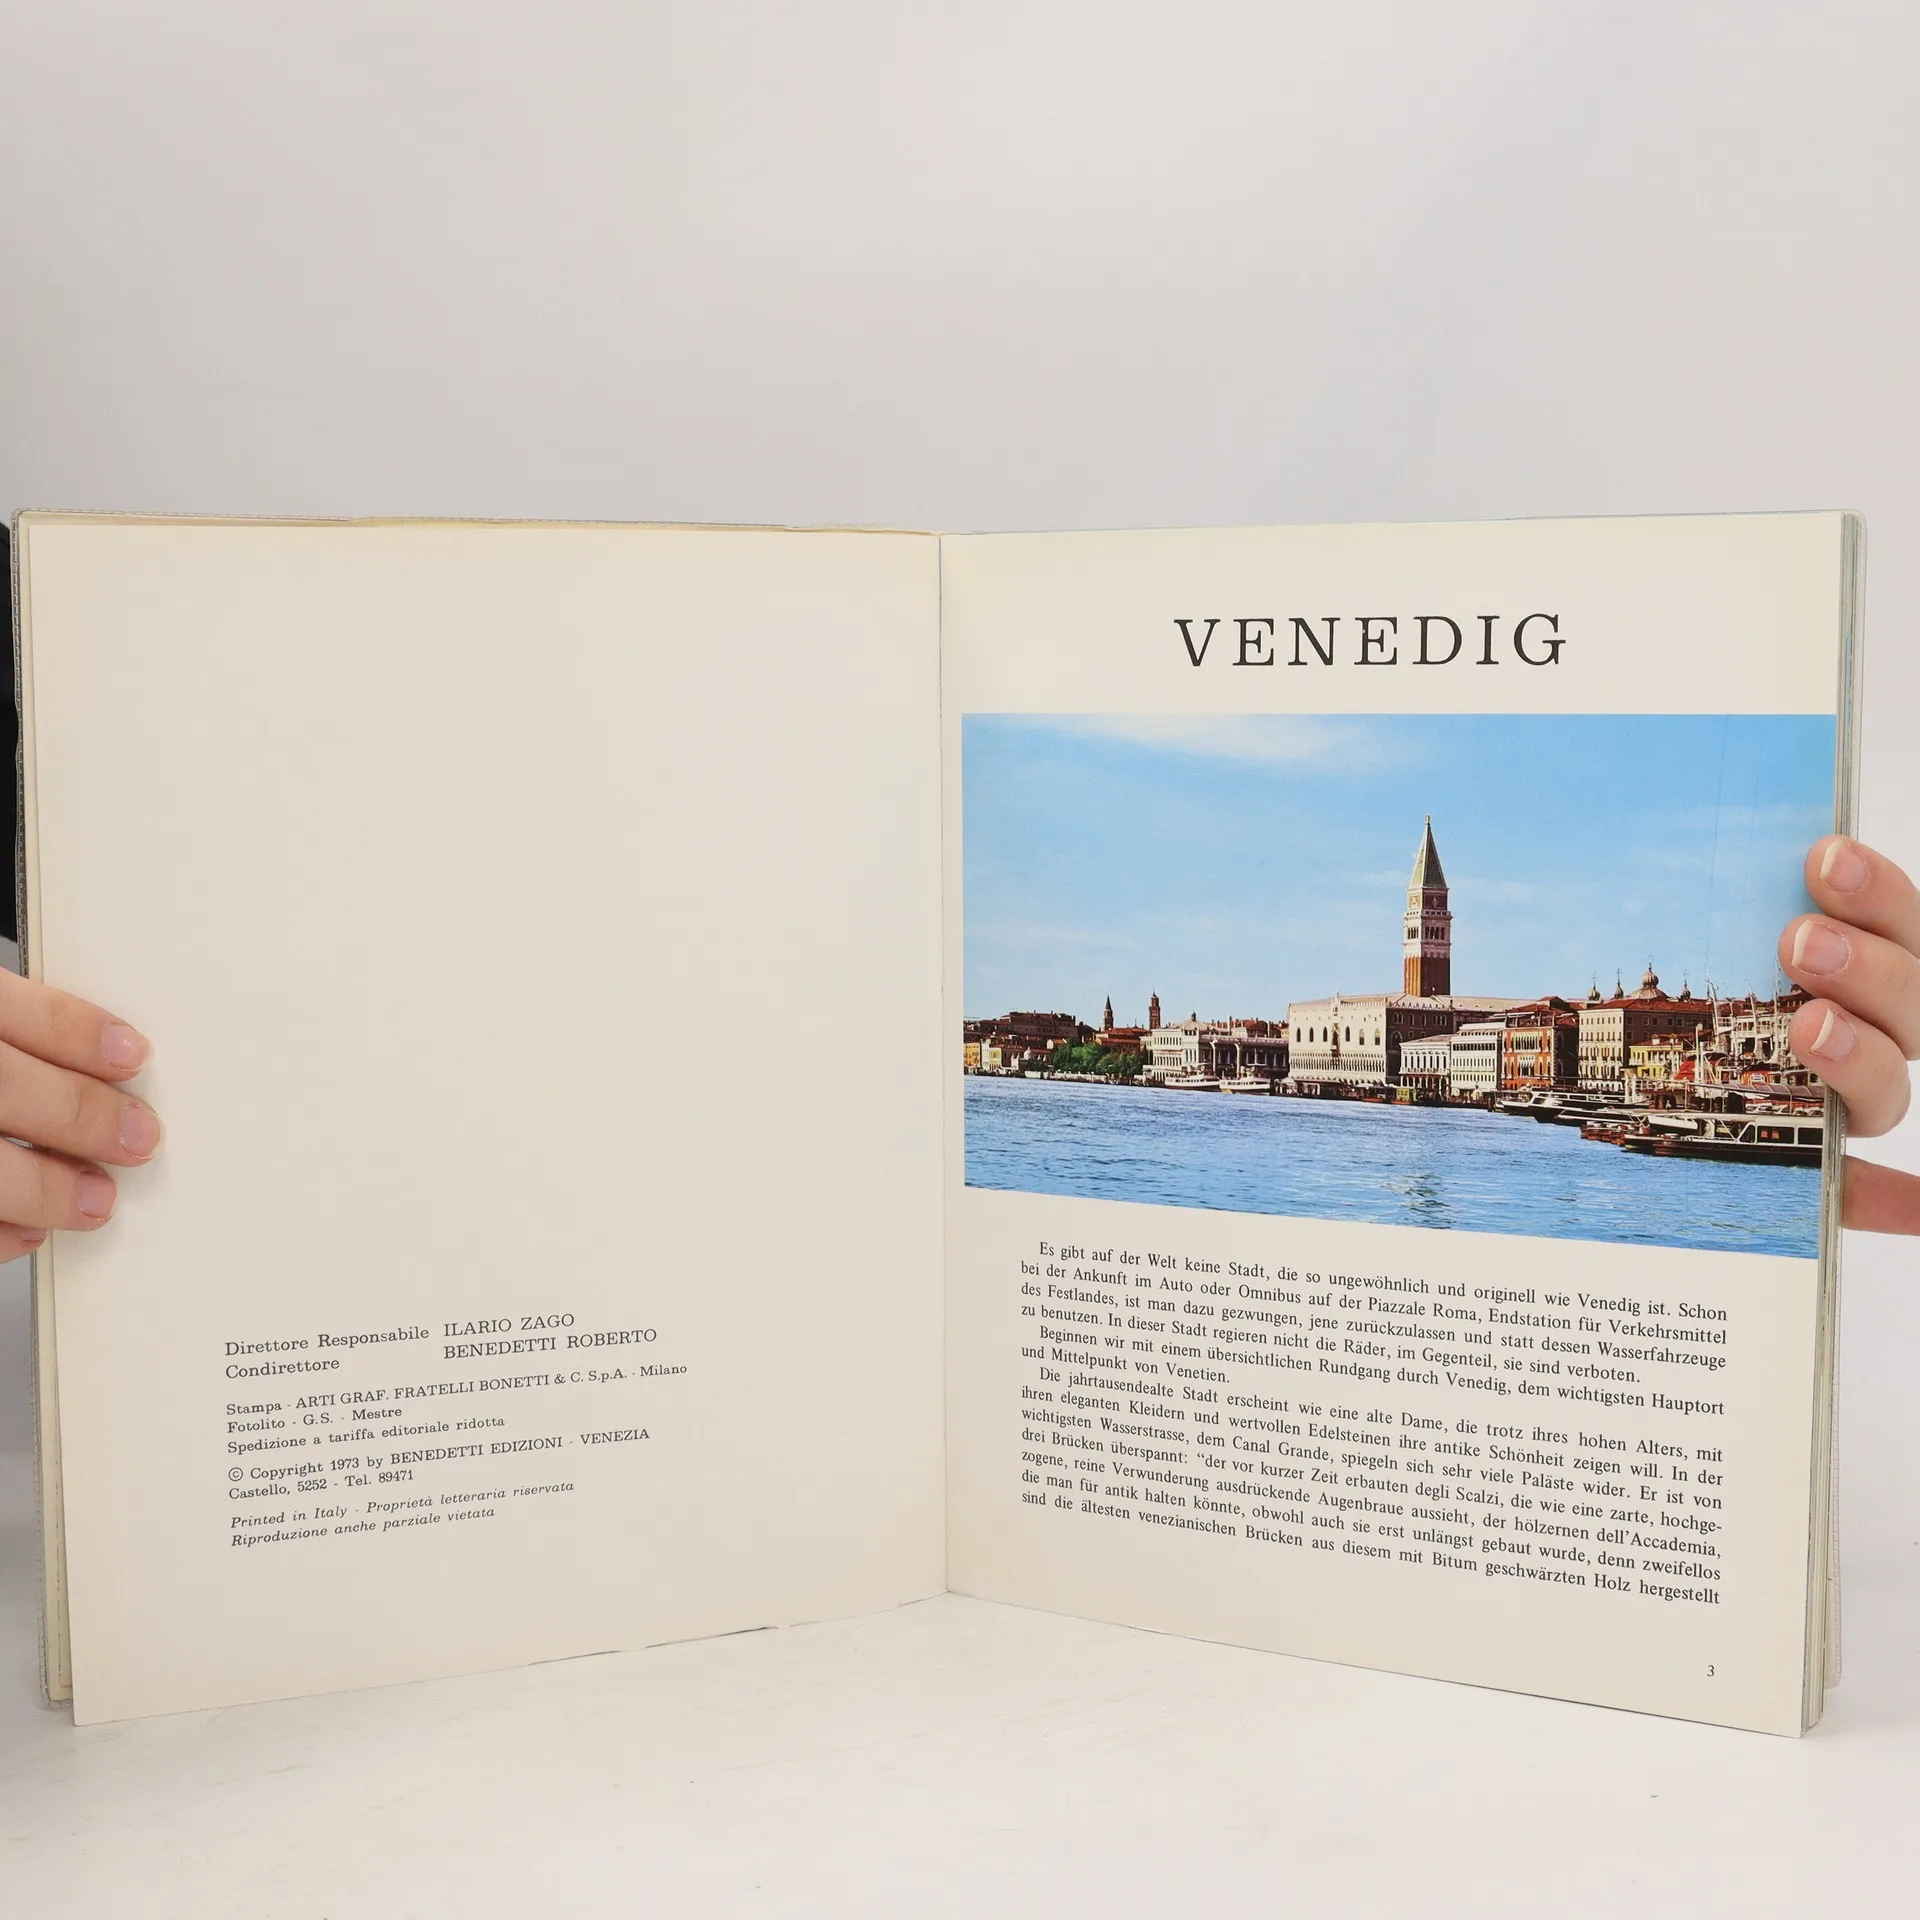 Direttore Responsabile ILARIO ZAGO
Condirettore BENEDETTI ROBERTO
Stampa - ARTI GRAF. FRATELLI BONETTI & C. S.p.A. - Milano
Fotolito - G.S. - Mestre
Spedizione a tariffa editoriale ridotta
© Copyright 1973 by BENEDETTI EDIZIONI - VENEZIA
Castello, 5252 - Tel. 89471
Printed in Italy - Proprietà letteraria riservata
Riproduzione anche parziale vietata
VENEDIG
Es gibt auf der Welt keine Stadt, die so ungewöhnlich und originell wie Venedig ist. Schon
bei der Ankunft im Auto oder Omnibus auf der Piazzale Roma, Endstation für Verkehrsmittel
des Festlandes, ist man dazu gezwungen, jene zurückzulassen und statt dessen Wasserfahrzeuge
zu benutzen. In dieser Stadt regieren nicht die Räder, im Gegenteil, sie sind verboten.
Beginnen wir mit einem übersichtlichen Rundgang durch Venedig, dem wichtigsten Hauptort
und Mittelpunkt von Venetien.
Die jahrtausendealte Stadt erscheint wie eine alte Dame, die trotz ihres hohen Alters, mit
ihren eleganten Kleidern und wertvollen Edelsteinen ihre antike Schönheit zeigen will. In der
wichtigsten Wasserstrasse, dem Canal Grande, spiegeln sich sehr viele Paläste wider. Er ist von
drei Brücken überspannt: "der vor kurzer Zeit erbauten degli Scalzi, die wie eine zarte, hochge-
zogene, reine Verwunderung ausdrückende Augenbraue aussieht, der hölzernen dell'Accademia,
die man für antik halten könnte, obwohl auch sie erst unlängst gebaut wurde, denn zweifellos
sind die ältesten venezianischen Brücken aus diesem mit Bitum geschwärzten Holz hergestellt
3